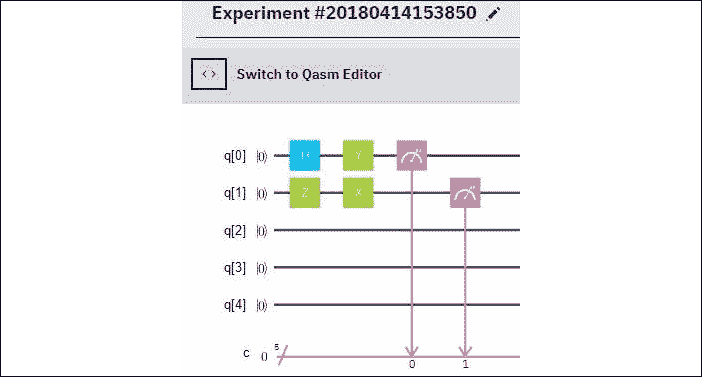 Experiment #20180414153850
<> Switch to Qasm Editor
q[0] |0⟩ Y
q[1] |0⟩ Z X
q[2] |0⟩
q[3] |0⟩
q[4] |0⟩
c 0 5
0 1